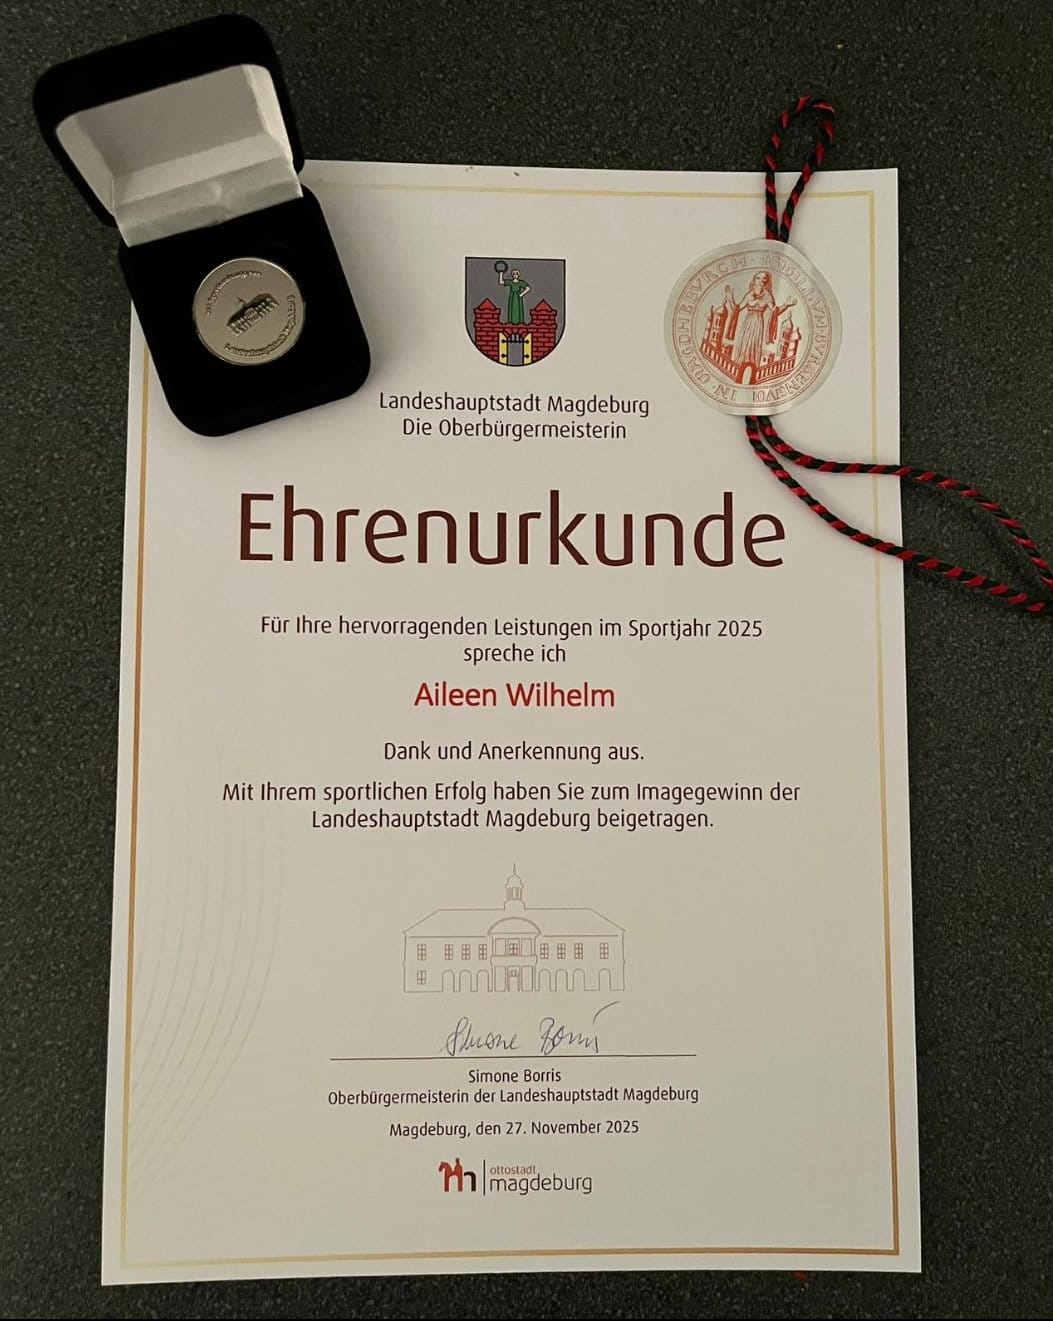 Landeshauptstadt Magdeburg
Die Oberbürgermeisterin
Ehrenurkunde
Für Ihre hervorragenden Leistungen im Sportjahr 2025
spreche ich
Aileen Wilhelm
Dank und Anerkennung aus.
Mit Ihrem sportlichen Erfolg haben Sie zum Imagegewinn der
Landeshauptstadt Magdeburg beigetragen.
Simone Borris
Simone Borris
Oberbürgermeisterin der Landeshauptstadt Magdeburg
Magdeburg, den 27. November 2025
ottostadt
magdeburg